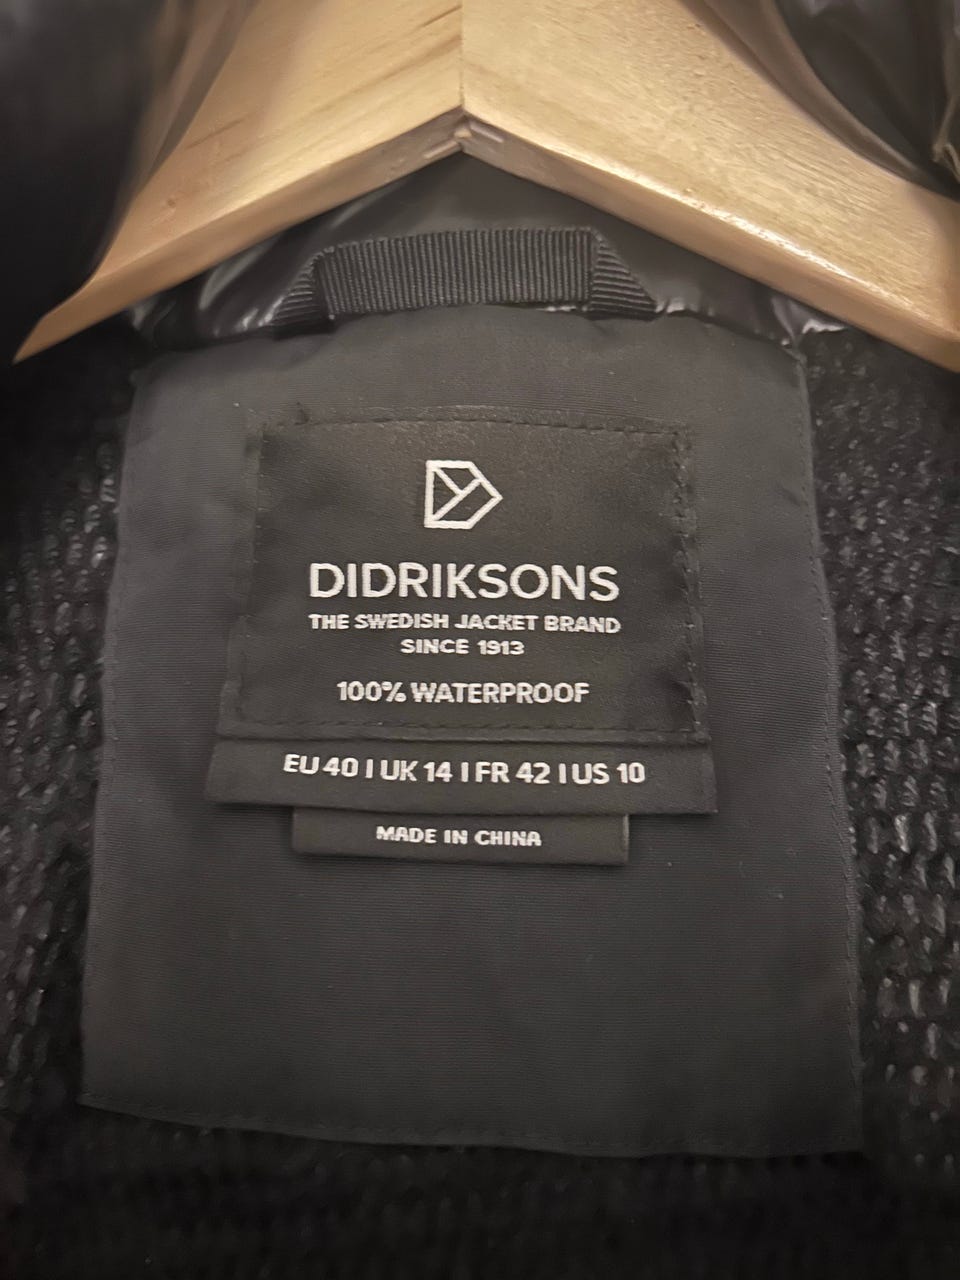 DIDRIKSONS
THE SWEDISH JACKET BRAND
SINCE 1913
100% WATERPROOF
EU 40 I UK 14 I FR 42 I US 10
MADE IN CHINA